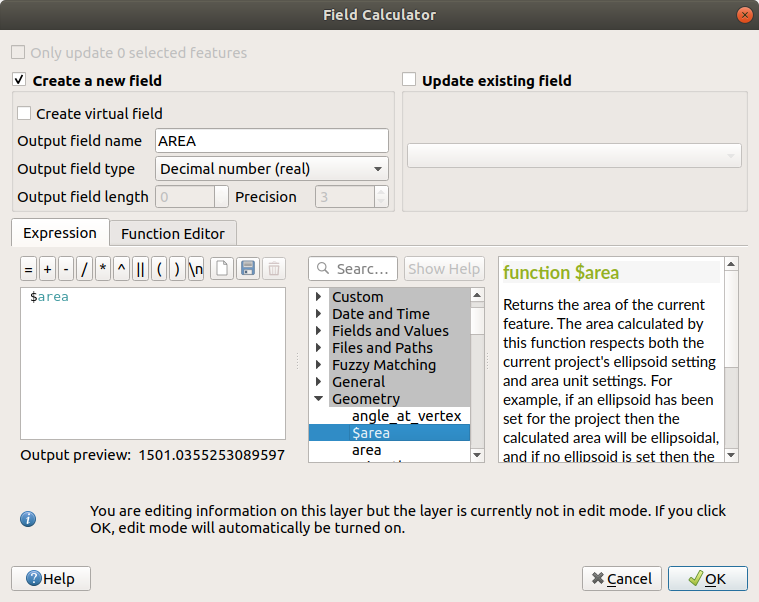 Field Calculator
Only update 0 selected features
Create a new field
Update existing field
Create virtual field
Output field name AREA
Output field type Decimal number (real)
Output field length 0 Precision 3
Expression Function Editor
= + - / * ^ || ( ) \n
$area
Output preview: 1501.0355253089597
Searc... Show Help
Custom
Date and Time
Fields and Values
Files and Paths
Fuzzy Matching
General
Geometry
angle_at_vertex
$area
area
function $area
Returns the area of the current
feature. The area calculated by
this function respects both the
current project's ellipsoid setting
and area unit settings. For
example, if an ellipsoid has been
set for the project then the
calculated area will be ellipsoidal,
and if no ellipsoid is set then the
You are editing information on this layer but the layer is currently not in edit mode. If you click
OK, edit mode will automatically be turned on.
Help
Cancel
OK